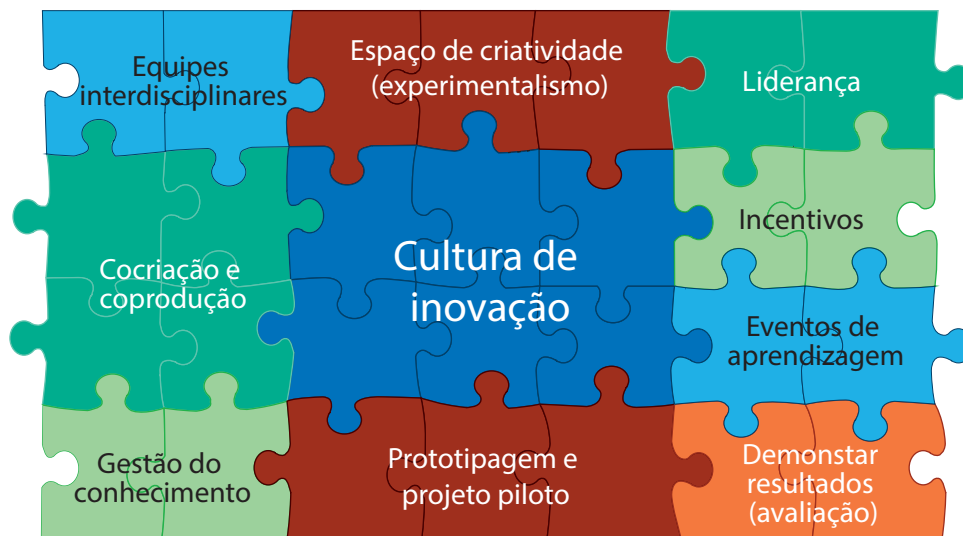 Equipes
interdisciplinares
Espaço de criatividade
(experimentalismo)
Liderança
Cocriação e
coprodução
Cultura de
inovação
Incentivos
Eventos de
aprendizagem
Gestão do
conhecimento
Prototipagem e
projeto piloto
Demonstar
resultados
(avaliação)